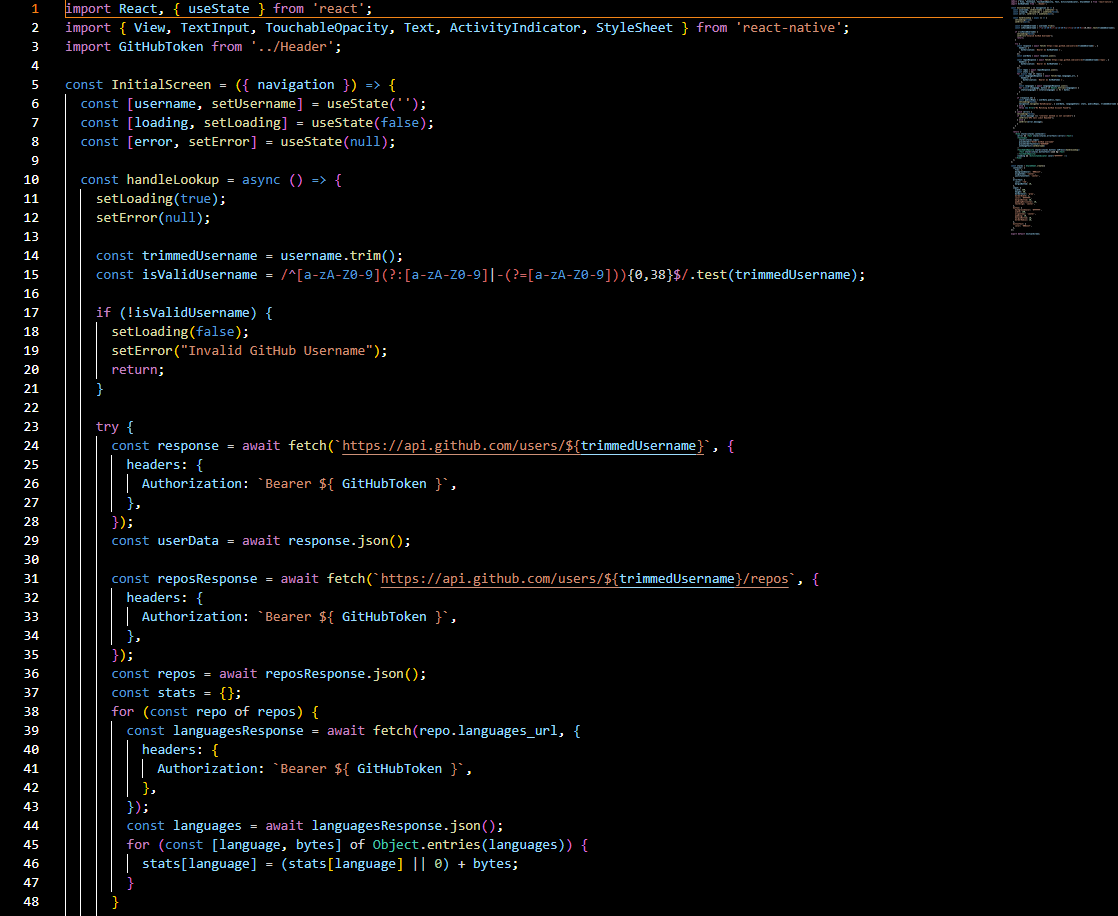 1 import React, { useState } from 'react';
2 import { View, TextInput, TouchableOpacity, Text, ActivityIndicator, StyleSheet } from 'react-native';
3 import GitHubToken from '../Header';
4
5 const InitialScreen = ({ navigation }) => {
6   const [username, setUsername] = useState('');
7   const [loading, setLoading] = useState(false);
8   const [error, setError] = useState(null);
9
10   const handleLookup = async () => {
11     setLoading(true);
12     setError(null);
13
14     const trimmedUsername = username.trim();
15     const isValidUsername = /^[a-zA-Z0-9](?:[a-zA-Z0-9]|-(?=[a-zA-Z0-9])){0,38}$/.test(trimmedUsername);
16
17     if (!isValidUsername) {
18       setLoading(false);
19       setError("Invalid GitHub Username");
20       return;
21     }
22
23     try {
24       const response = await fetch(`https://api.github.com/users/${trimmedUsername}`, {
25         headers: {
26           Authorization: `Bearer ${ GitHubToken }`,
27         },
28       });
29       const userData = await response.json();
30
31       const reposResponse = await fetch(`https://api.github.com/users/${trimmedUsername}/repos`, {
32         headers: {
33           Authorization: `Bearer ${ GitHubToken }`,
34         },
35       });
36       const repos = await reposResponse.json();
37       const stats = {};
38       for (const repo of repos) {
39         const languagesResponse = await fetch(repo.languages_url, {
40           headers: {
41             Authorization: `Bearer ${ GitHubToken }`,
42           },
43         });
44         const languages = await languagesResponse.json();
45         for (const [language, bytes] of Object.entries(languages)) {
46           stats[language] = (stats[language] || 0) + bytes;
47         }
48       }